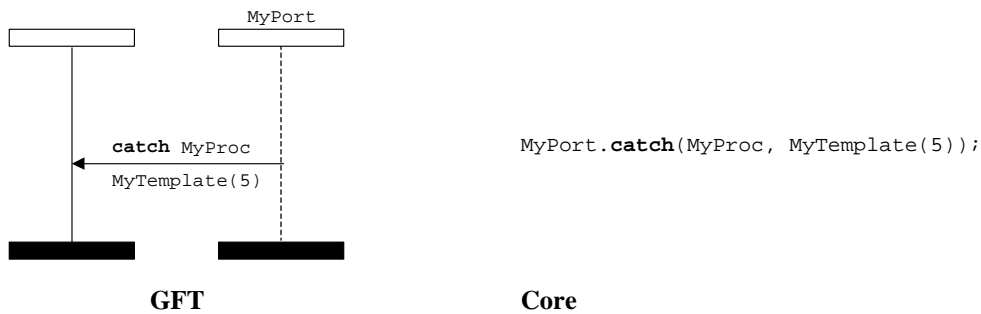 MyPort
catch MyProc
MyTemplate(5)
MyPort.catch(MyProc, MyTemplate(5));
GFT
Core